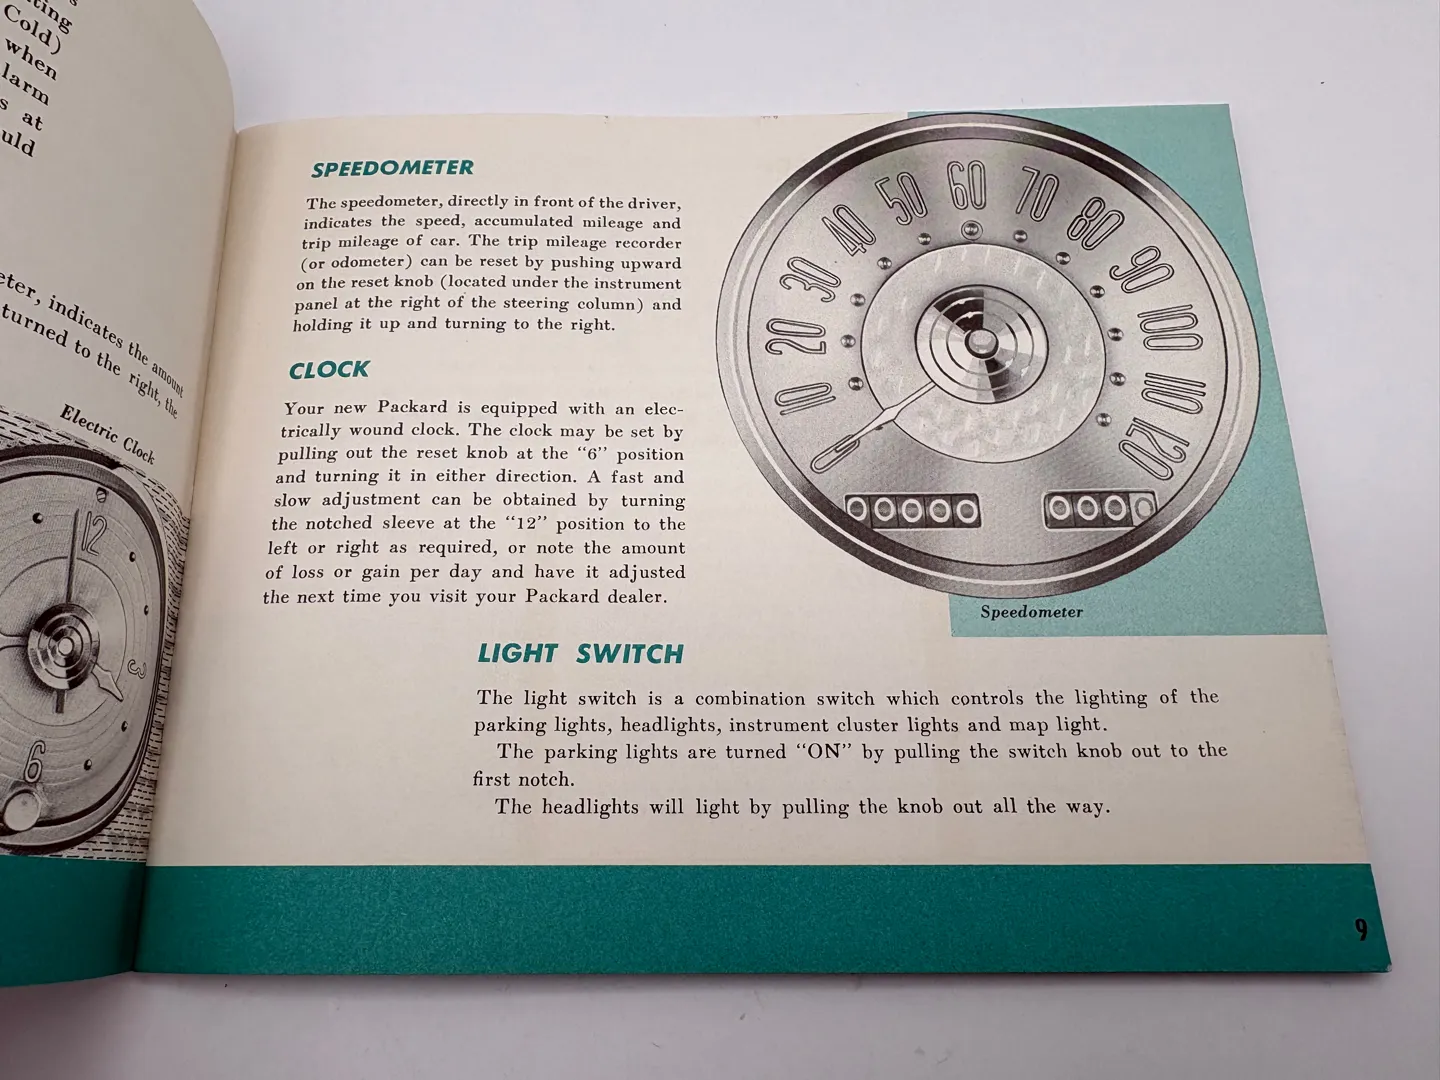 ting
Cold)
when
larm
s at
uld
eter, indicates the amount
turned to the right, the
Electric Clock
12
3
6
SPEEDOMETER
The speedometer, directly in front of the driver,
indicates the speed, accumulated mileage and
trip mileage of car. The trip mileage recorder
(or odometer) can be reset by pushing upward
on the reset knob (located under the instrument
panel at the right of the steering column) and
holding it up and turning to the right.
CLOCK
Your new Packard is equipped with an elec-
trically wound clock. The clock may be set by
pulling out the reset knob at the "6" position
and turning it in either direction. A fast and
slow adjustment can be obtained by turning
the notched sleeve at the "12" position to the
left or right as required, or note the amount
of loss or gain per day and have it adjusted
the next time you visit your Packard dealer.
0 10 20 30 40 50 60 70 80 90 100 110 120
00000 0000
Speedometer
LIGHT SWITCH
The light switch is a combination switch which controls the lighting of the
parking lights, headlights, instrument cluster lights and map light.
The parking lights are turned "ON" by pulling the switch knob out to the
first notch.
The headlights will light by pulling the knob out all the way.
9